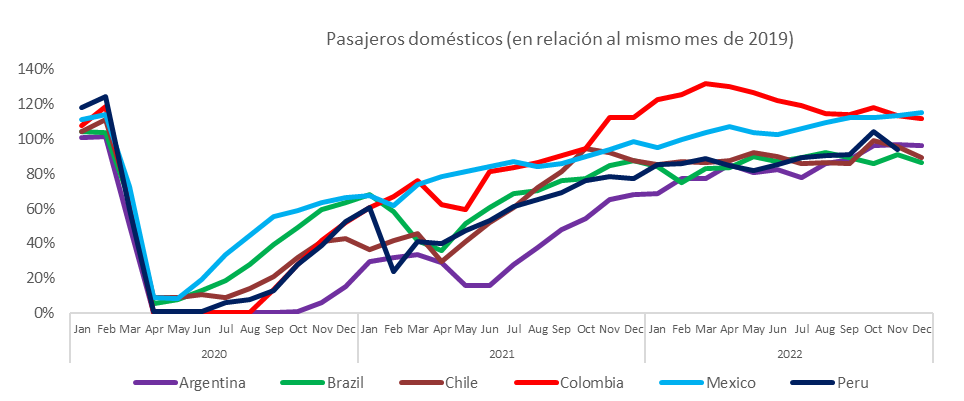 Pasajeros domésticos (en relación al mismo mes de 2019)
140%
120%
100%
80%
60%
40%
20%
0%
Jan Feb Mar Apr May Jun Jul Aug Sep Oct Nov Dec Jan Feb Mar Apr May Jun Jul Aug Sep Oct Nov Dec Jan Feb Mar Apr May Jun Jul Aug Sep Oct Nov Dec
2020 2021 2022
Argentina Brazil Chile Colombia Mexico Peru